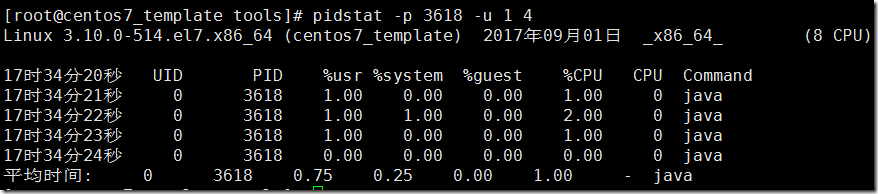 [root@centos7_template tools]# pidstat -p 3618 -u 1 4
Linux 3.10.0-514.el7.x86_64 (centos7_template) 2017年09月01日 _x86_64_ (8 CPU)
17时34分20秒 UID PID %usr %system %guest %CPU CPU Command
17时34分21秒 0 3618 1.00 0.00 0.00 1.00 0 java
17时34分22秒 0 3618 1.00 1.00 0.00 2.00 0 java
17时34分23秒 0 3618 1.00 0.00 0.00 1.00 0 java
17时34分24秒 0 3618 0.00 0.00 0.00 0.00 0 java
平均时间: 0 3618 0.75 0.25 0.00 1.00 - java